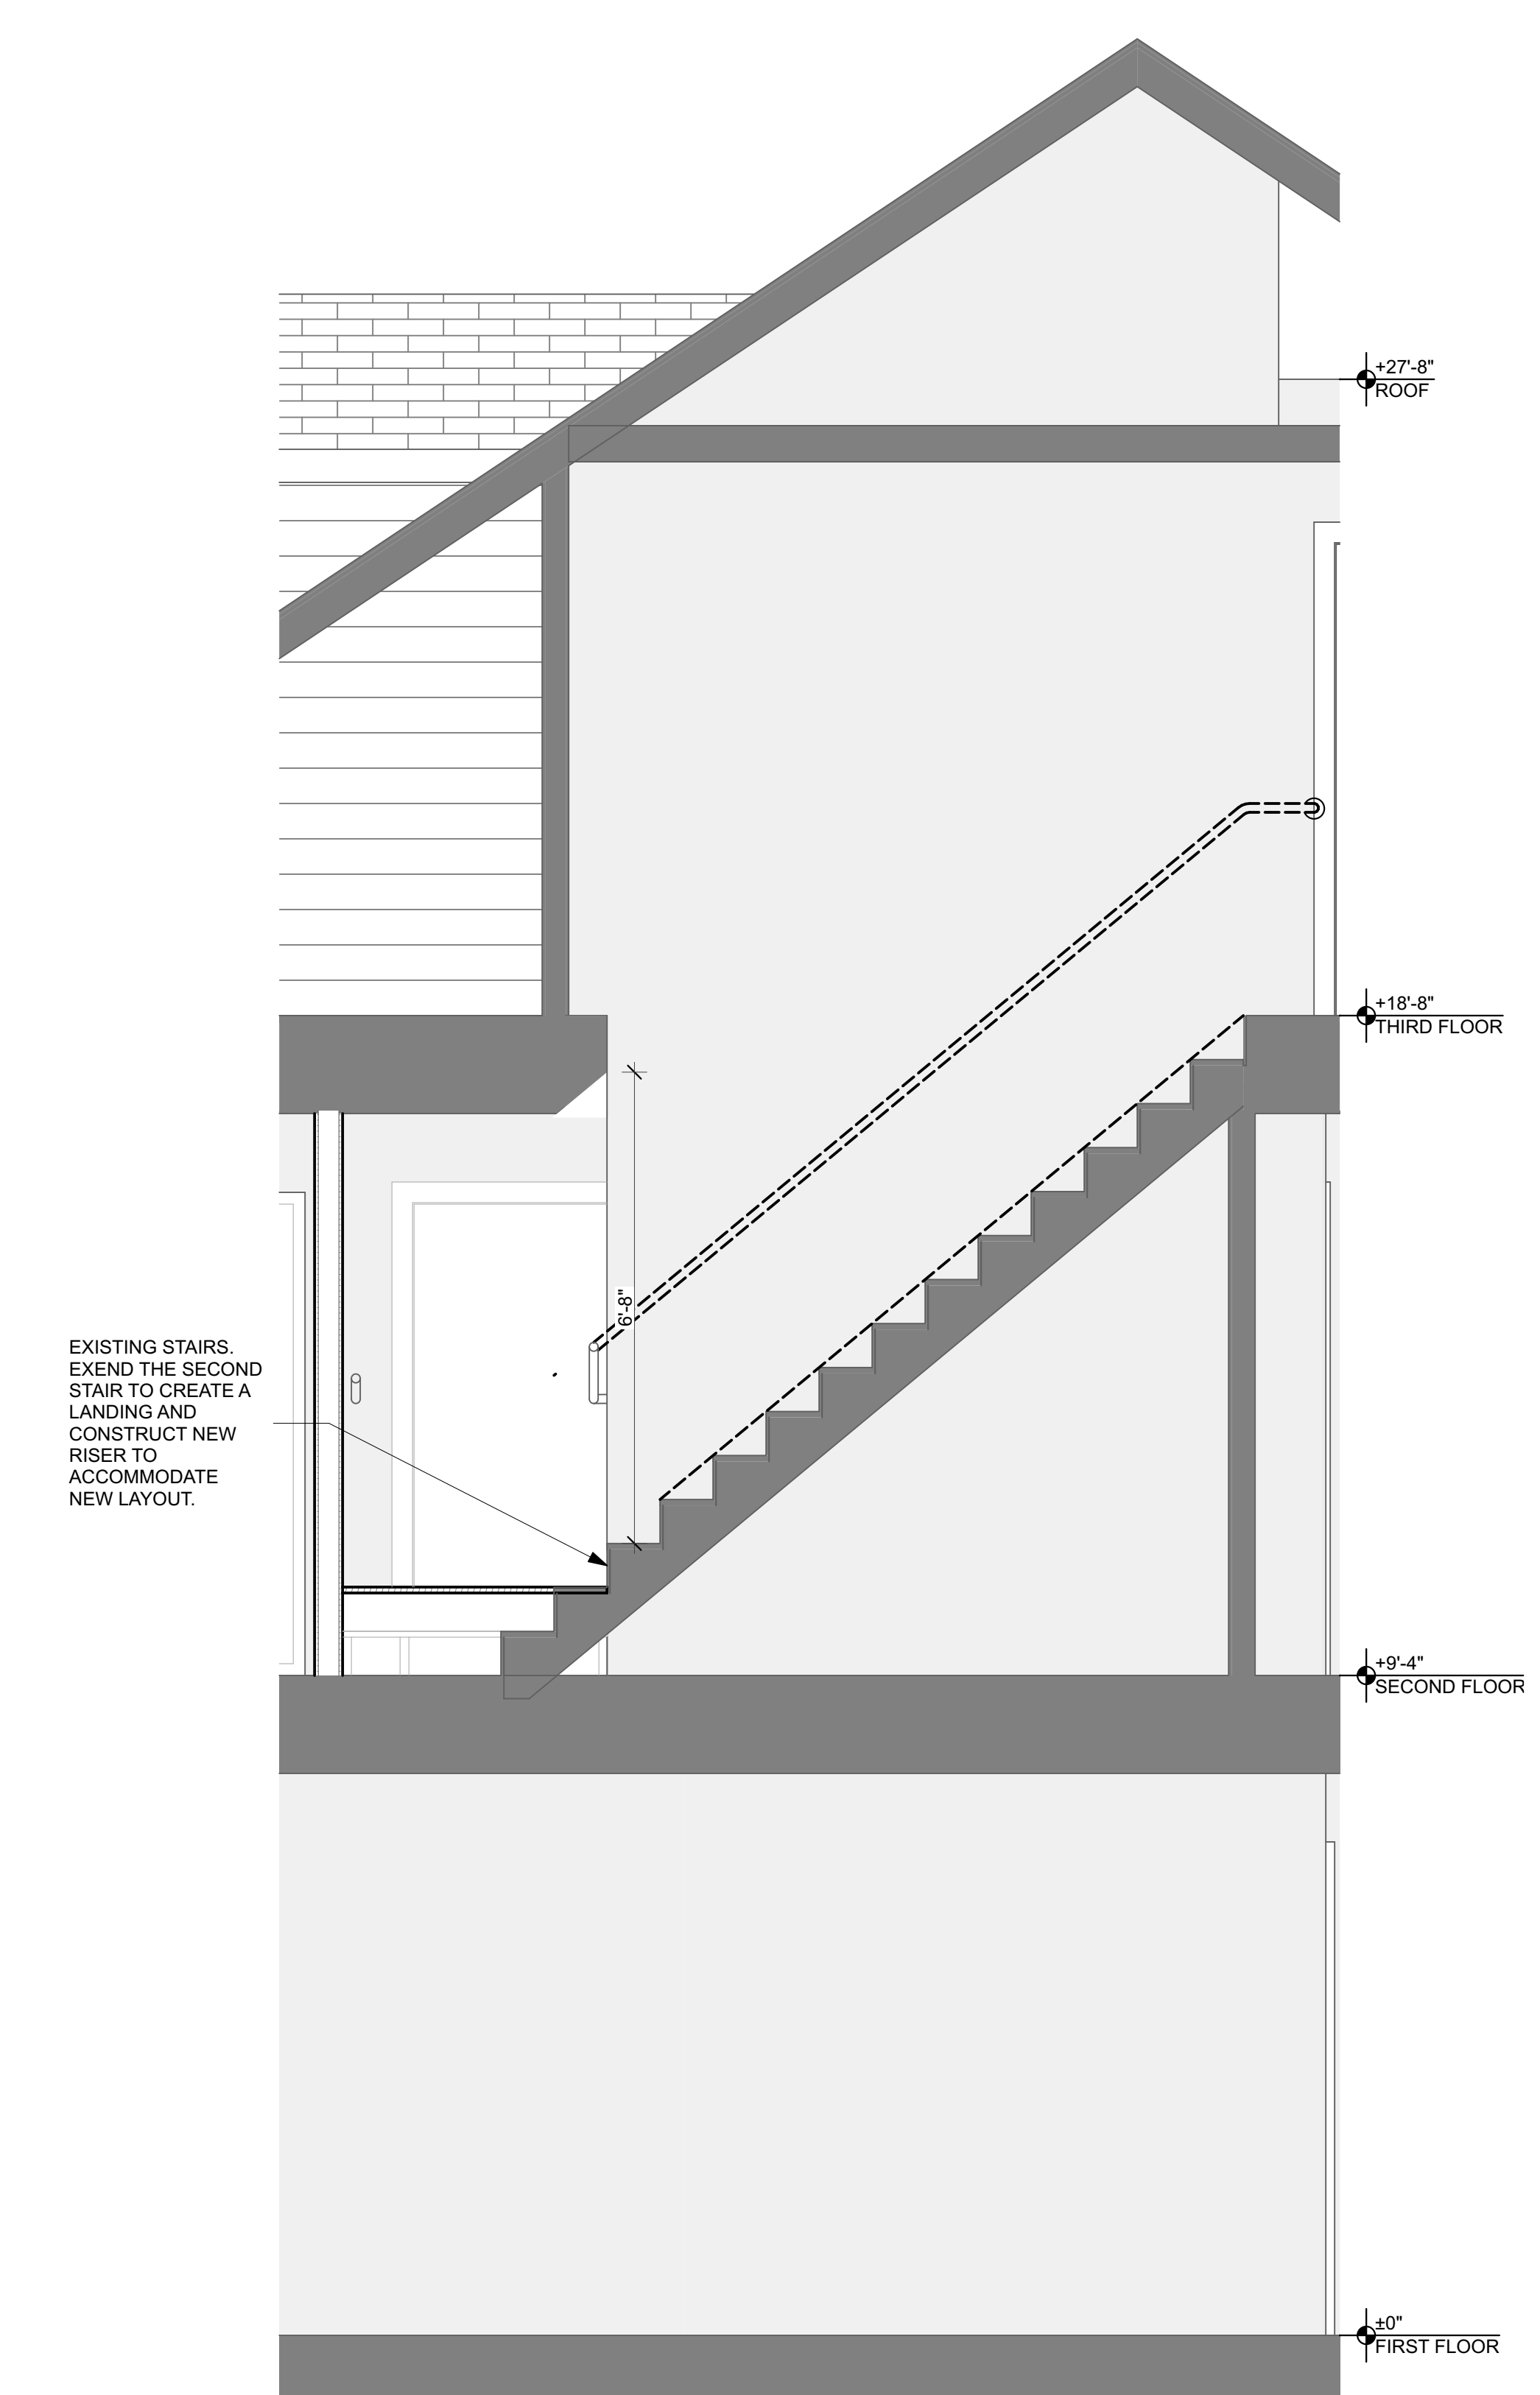 +27'-8"
ROOF
+18'-8"
THIRD FLOOR
6'-8"
EXISTING STAIRS.
EXEND THE SECOND
STAIR TO CREATE A
LANDING AND
CONSTRUCT NEW
RISER TO
ACCOMMODATE
NEW LAYOUT.
+9'-4"
SECOND FLOOR
±0"
FIRST FLOOR